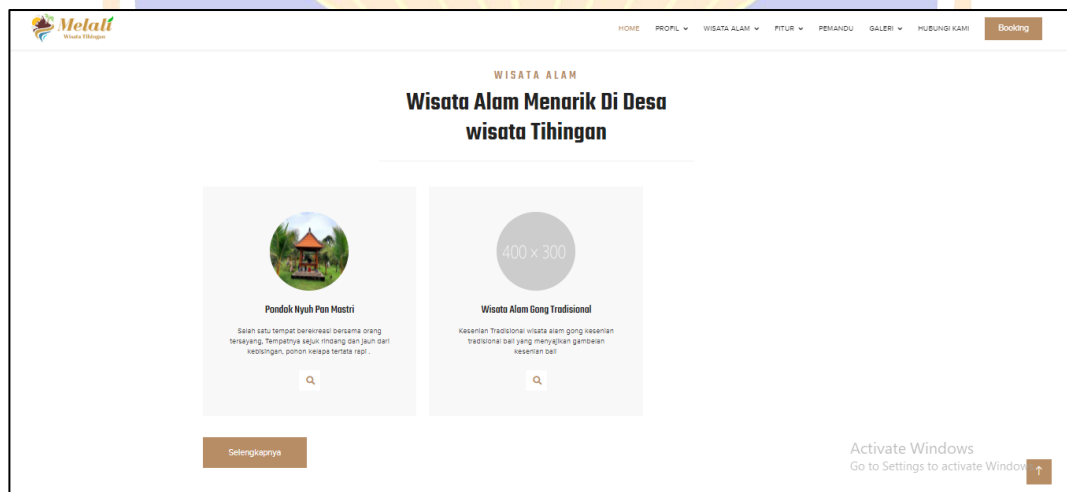 Melali
Wisata Tihingan
HOME PROFIL WISATA ALAM FITUR PEMANDU GALERI HUBUNGI KAMI Booking
WISATA ALAM
Wisata Alam Menarik Di Desa
wisata Tihingan
400 x 300
Pondok Nyuh Pan Mastri
Salah satu tempat berekreasi bersama orang
tersayang, Tempatnya sejuk rindang dan jauh dari
kebisingan, pohon kelapa tertata rapi .
Wisata Alam Gong Tradisional
Kesenian Tradisional wisata alam gong kesenian
tradisional bali yang menyajikan gambelan
kesenian bali
Selengkapnya
Activate Windows
Go to Settings to activate Windows